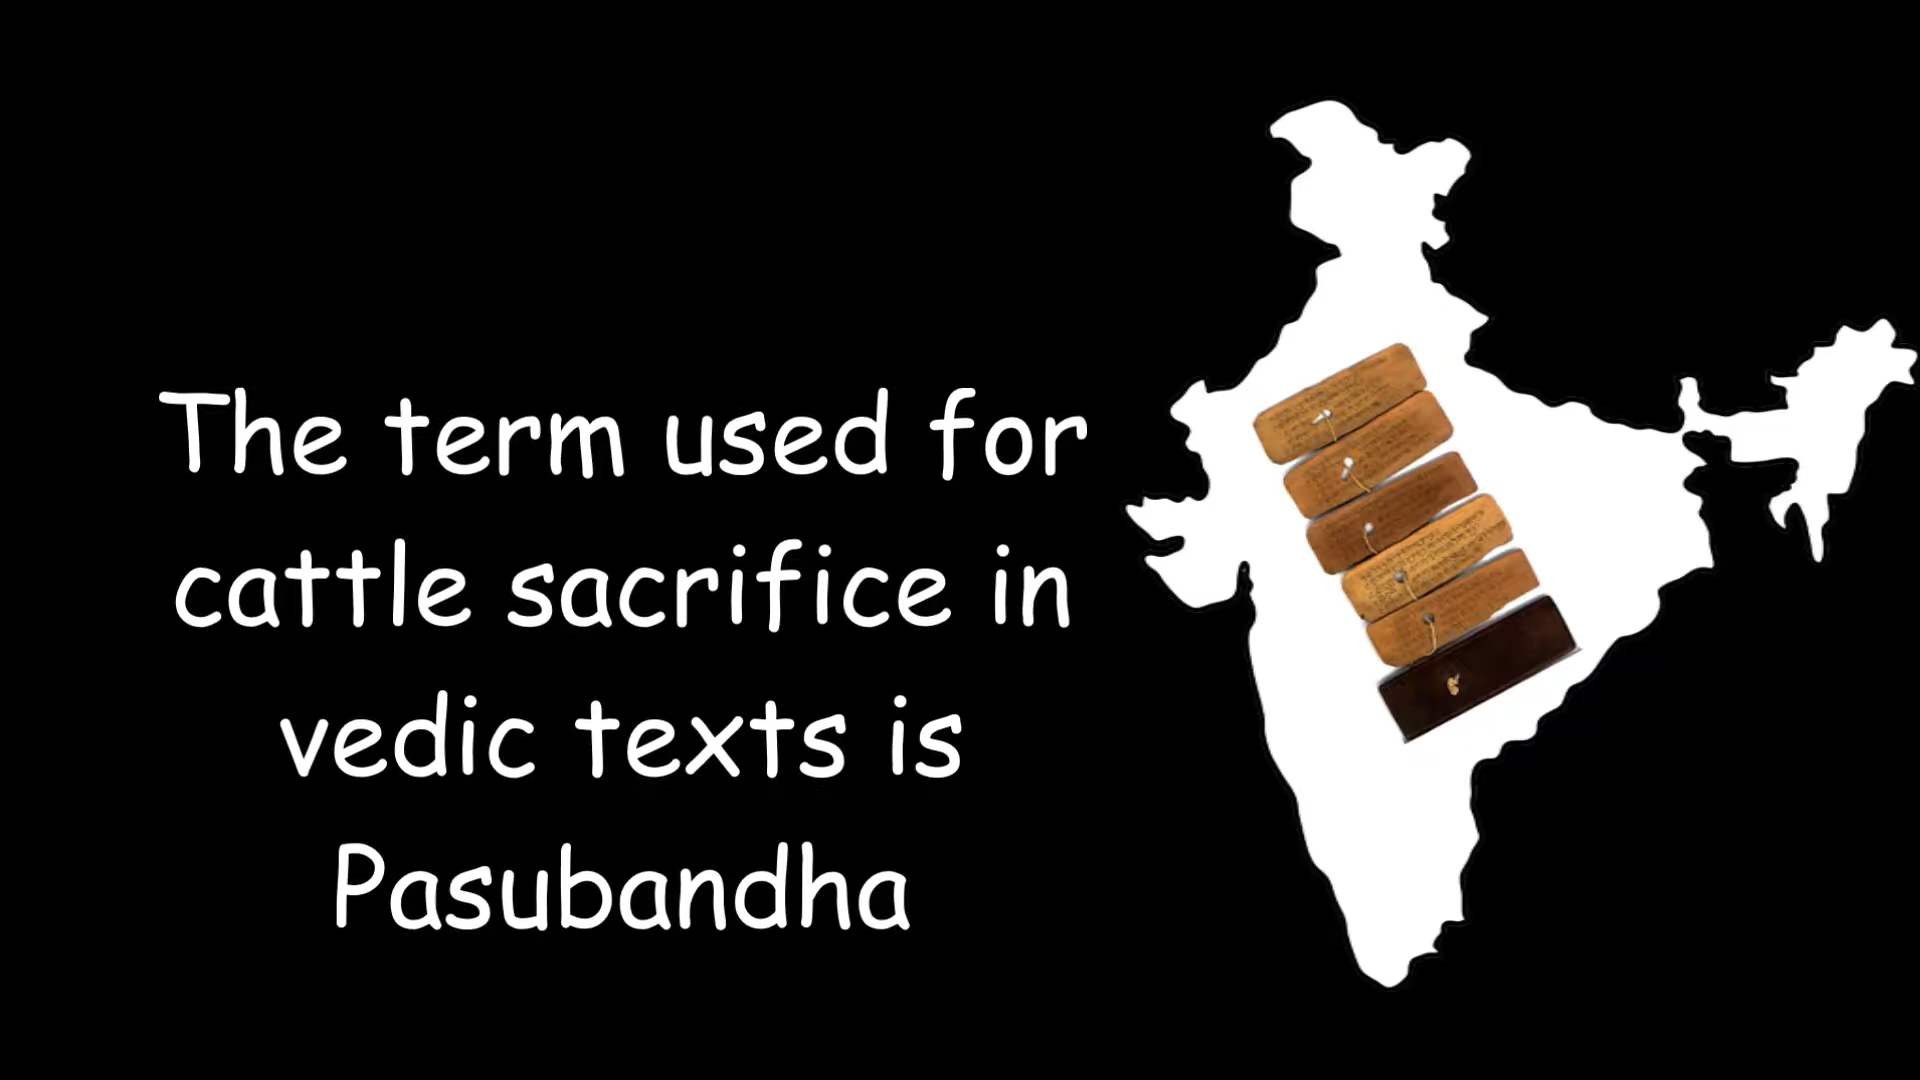 The term used for
cattle sacrifice in
vedic texts is
Pasubandha